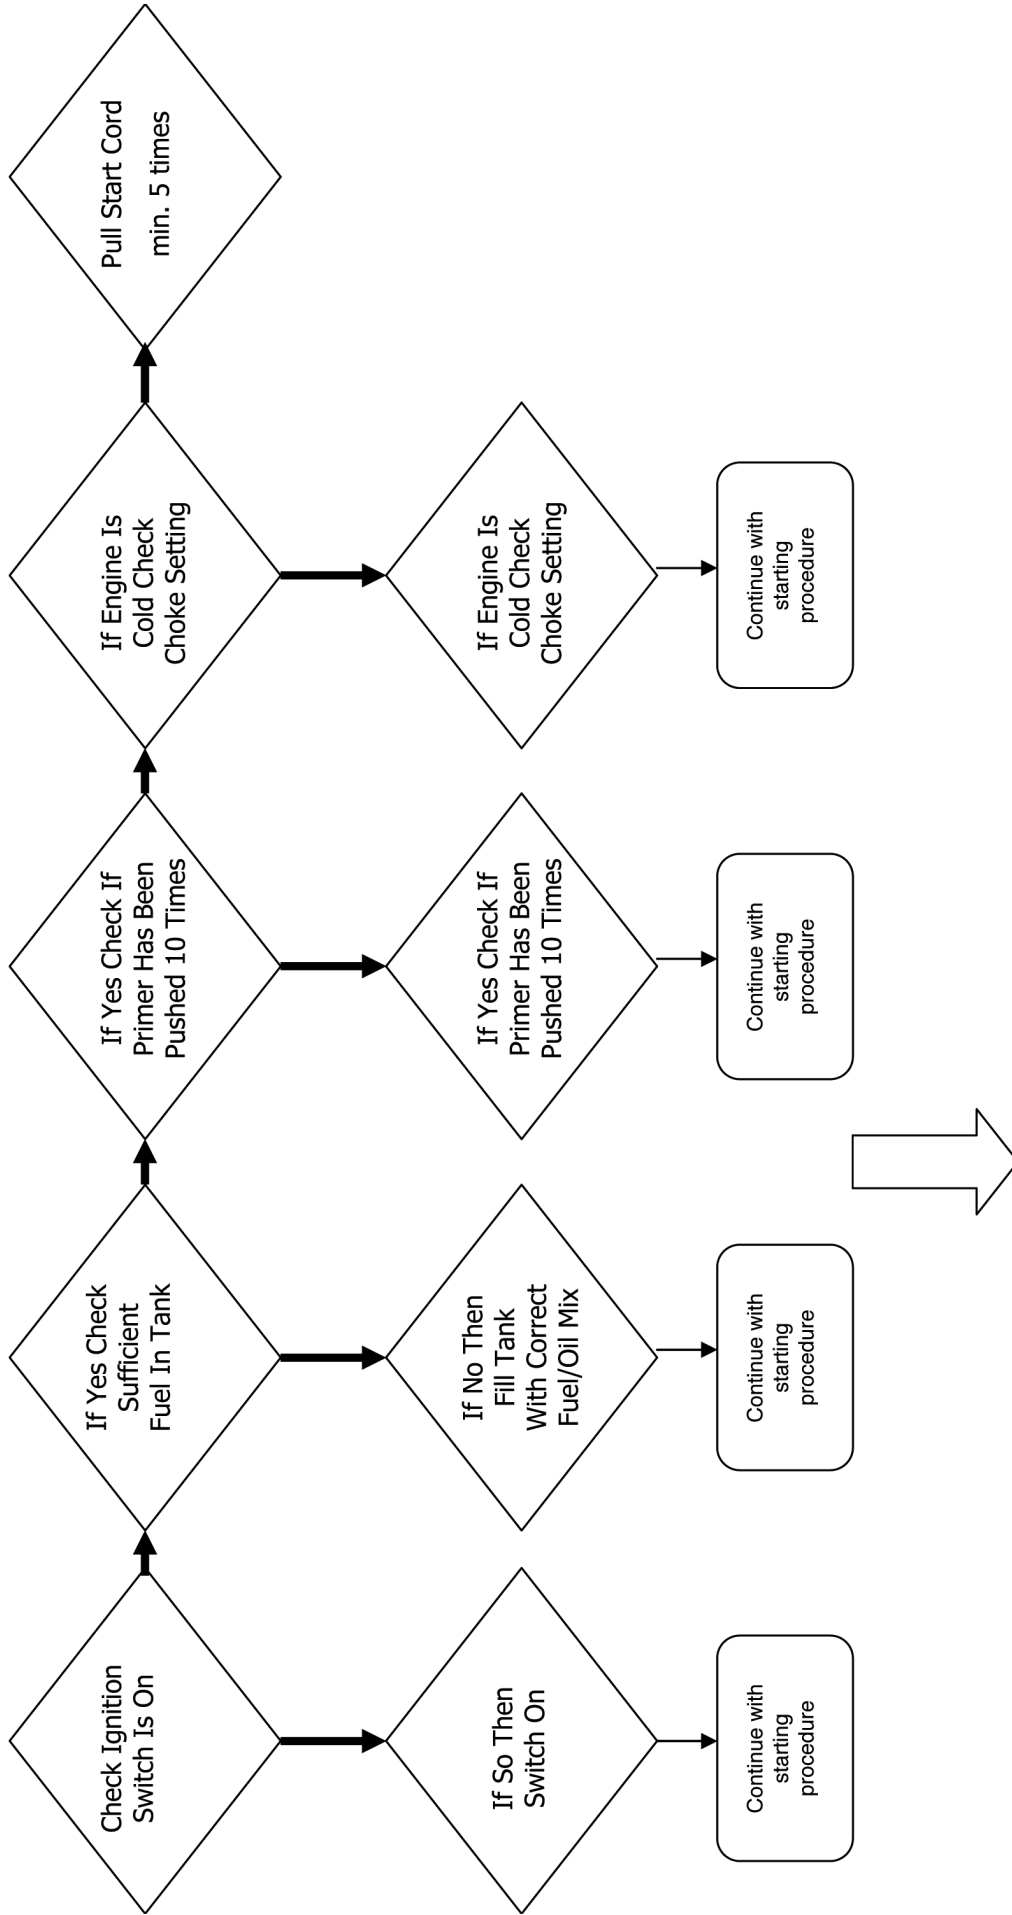 Check Ignition
Switch Is On
If Yes Check
Sufficient
Fuel In Tank
If Yes Check If
Primer Has Been
Pushed 10 Times
If Engine Is
Cold Check
Choke Setting
Pull Start Cord
min. 5 times
If So Then
Switch On
If No Then
Fill Tank
With Correct
Fuel/Oil Mix
If Yes Check If
Primer Has Been
Pushed 10 Times
If Engine Is
Cold Check
Choke Setting
Continue with
starting
procedure
Continue with
starting
procedure
Continue with
starting
procedure
Continue with
starting
procedure